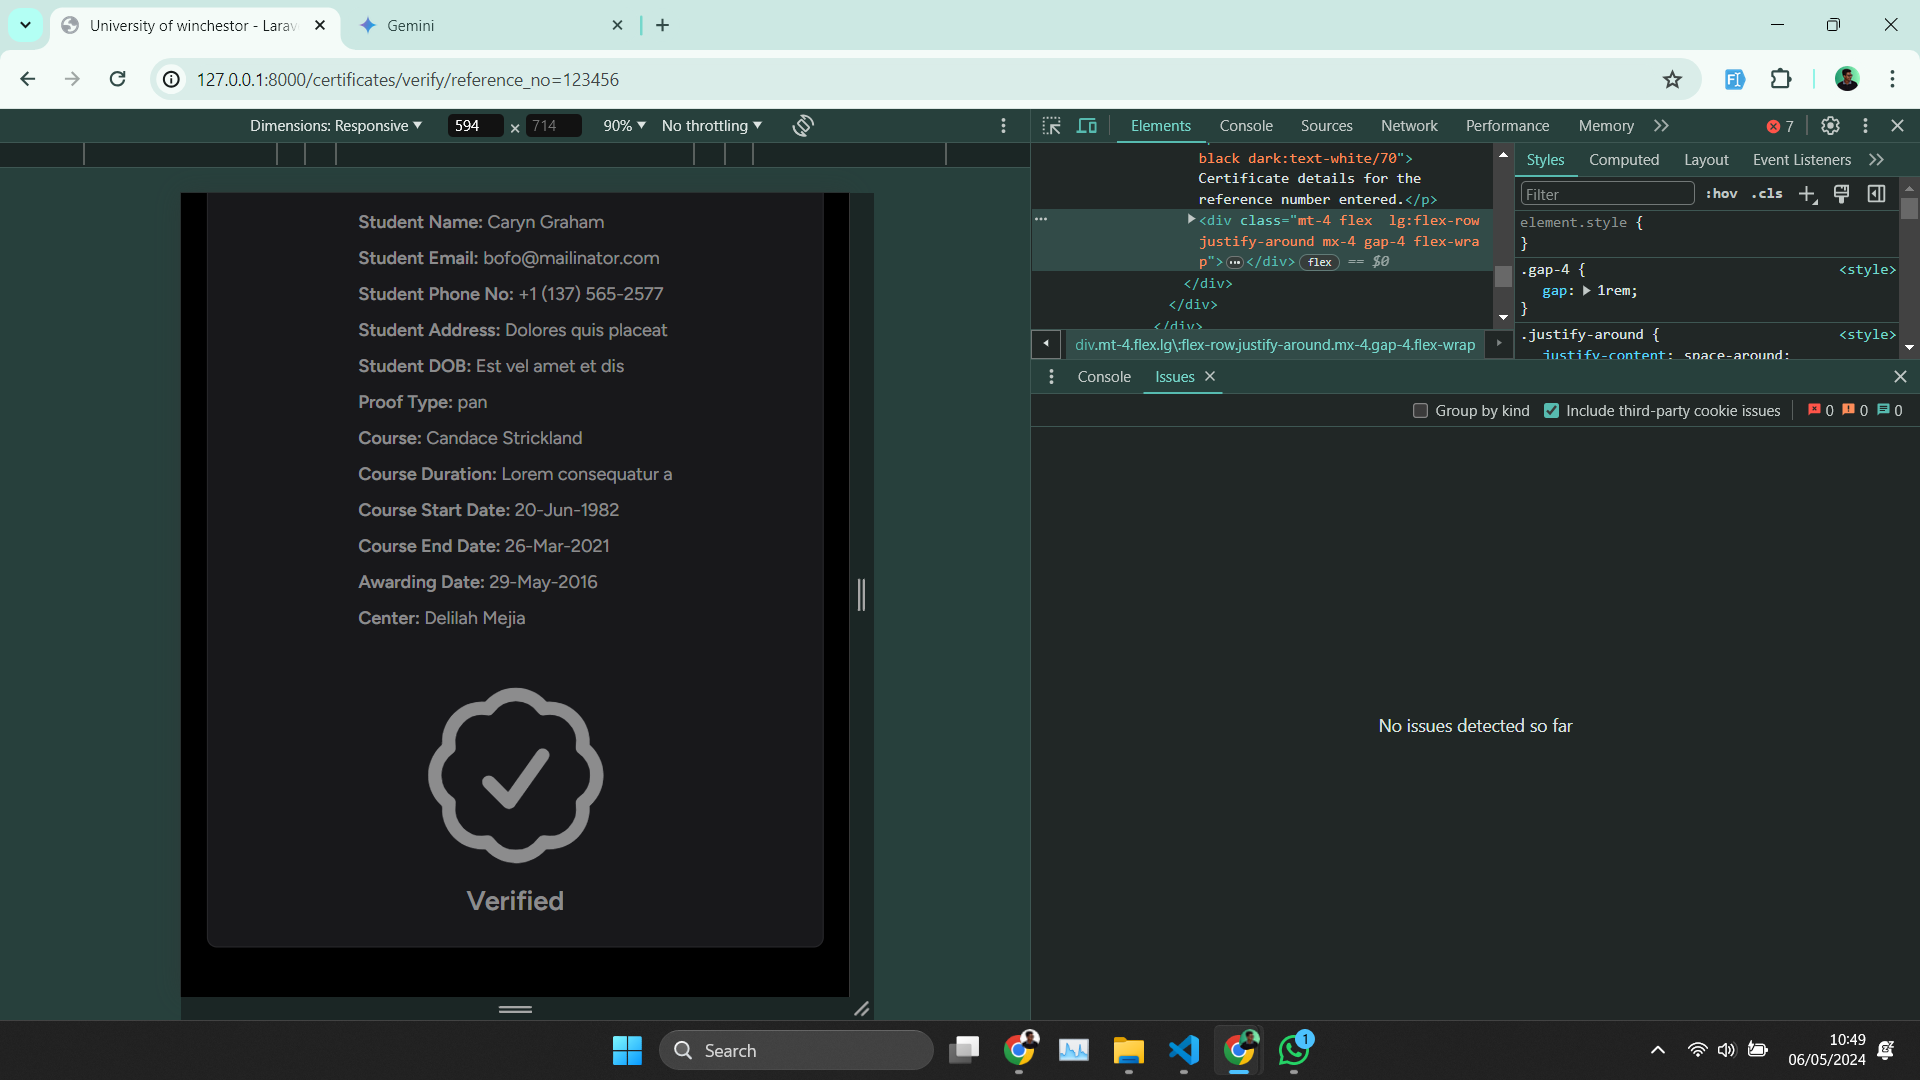 University of winchestor - Larav
Gemini
127.0.0.1:8000/certificates/verify/reference_no=123456
Dimensions: Responsive
594
×
714
90%
No throttling
Student Name: Caryn Graham
Student Email: bofo@mailinator.com
Student Phone No: +1 (137) 565-2577
Student Address: Dolores quis placeat
Student DOB: Est vel amet et dis
Proof Type: pan
Course: Candace Strickland
Course Duration: Lorem consequatur a
Course Start Date: 20-Jun-1982
Course End Date: 26-Mar-2021
Awarding Date: 29-May-2016
Center: Delilah Mejia
Verified
Elements
Console
Sources
Network
Performance
Memory
7
black dark:text-white/70">
Certificate details for the
reference number entered.</p>
<div class="mt-4 flex  lg:flex-row
justify-around mx-4 gap-4 flex-wra
p"> … </div> flex == $0
</div>
</div>
</div>
div.mt-4.flex.lg\:flex-row.justify-around.mx-4.gap-4.flex-wrap
Styles
Computed
Layout
Event Listeners
Filter
:hov
.cls
element.style {
}
.gap-4 {
<style>
gap: 1rem;
}
.justify-around {
<style>
justify-content: space-around;
Console
Issues
Group by kind
Include third-party cookie issues
0
0
0
No issues detected so far
Search
1
10:49
06/05/2024